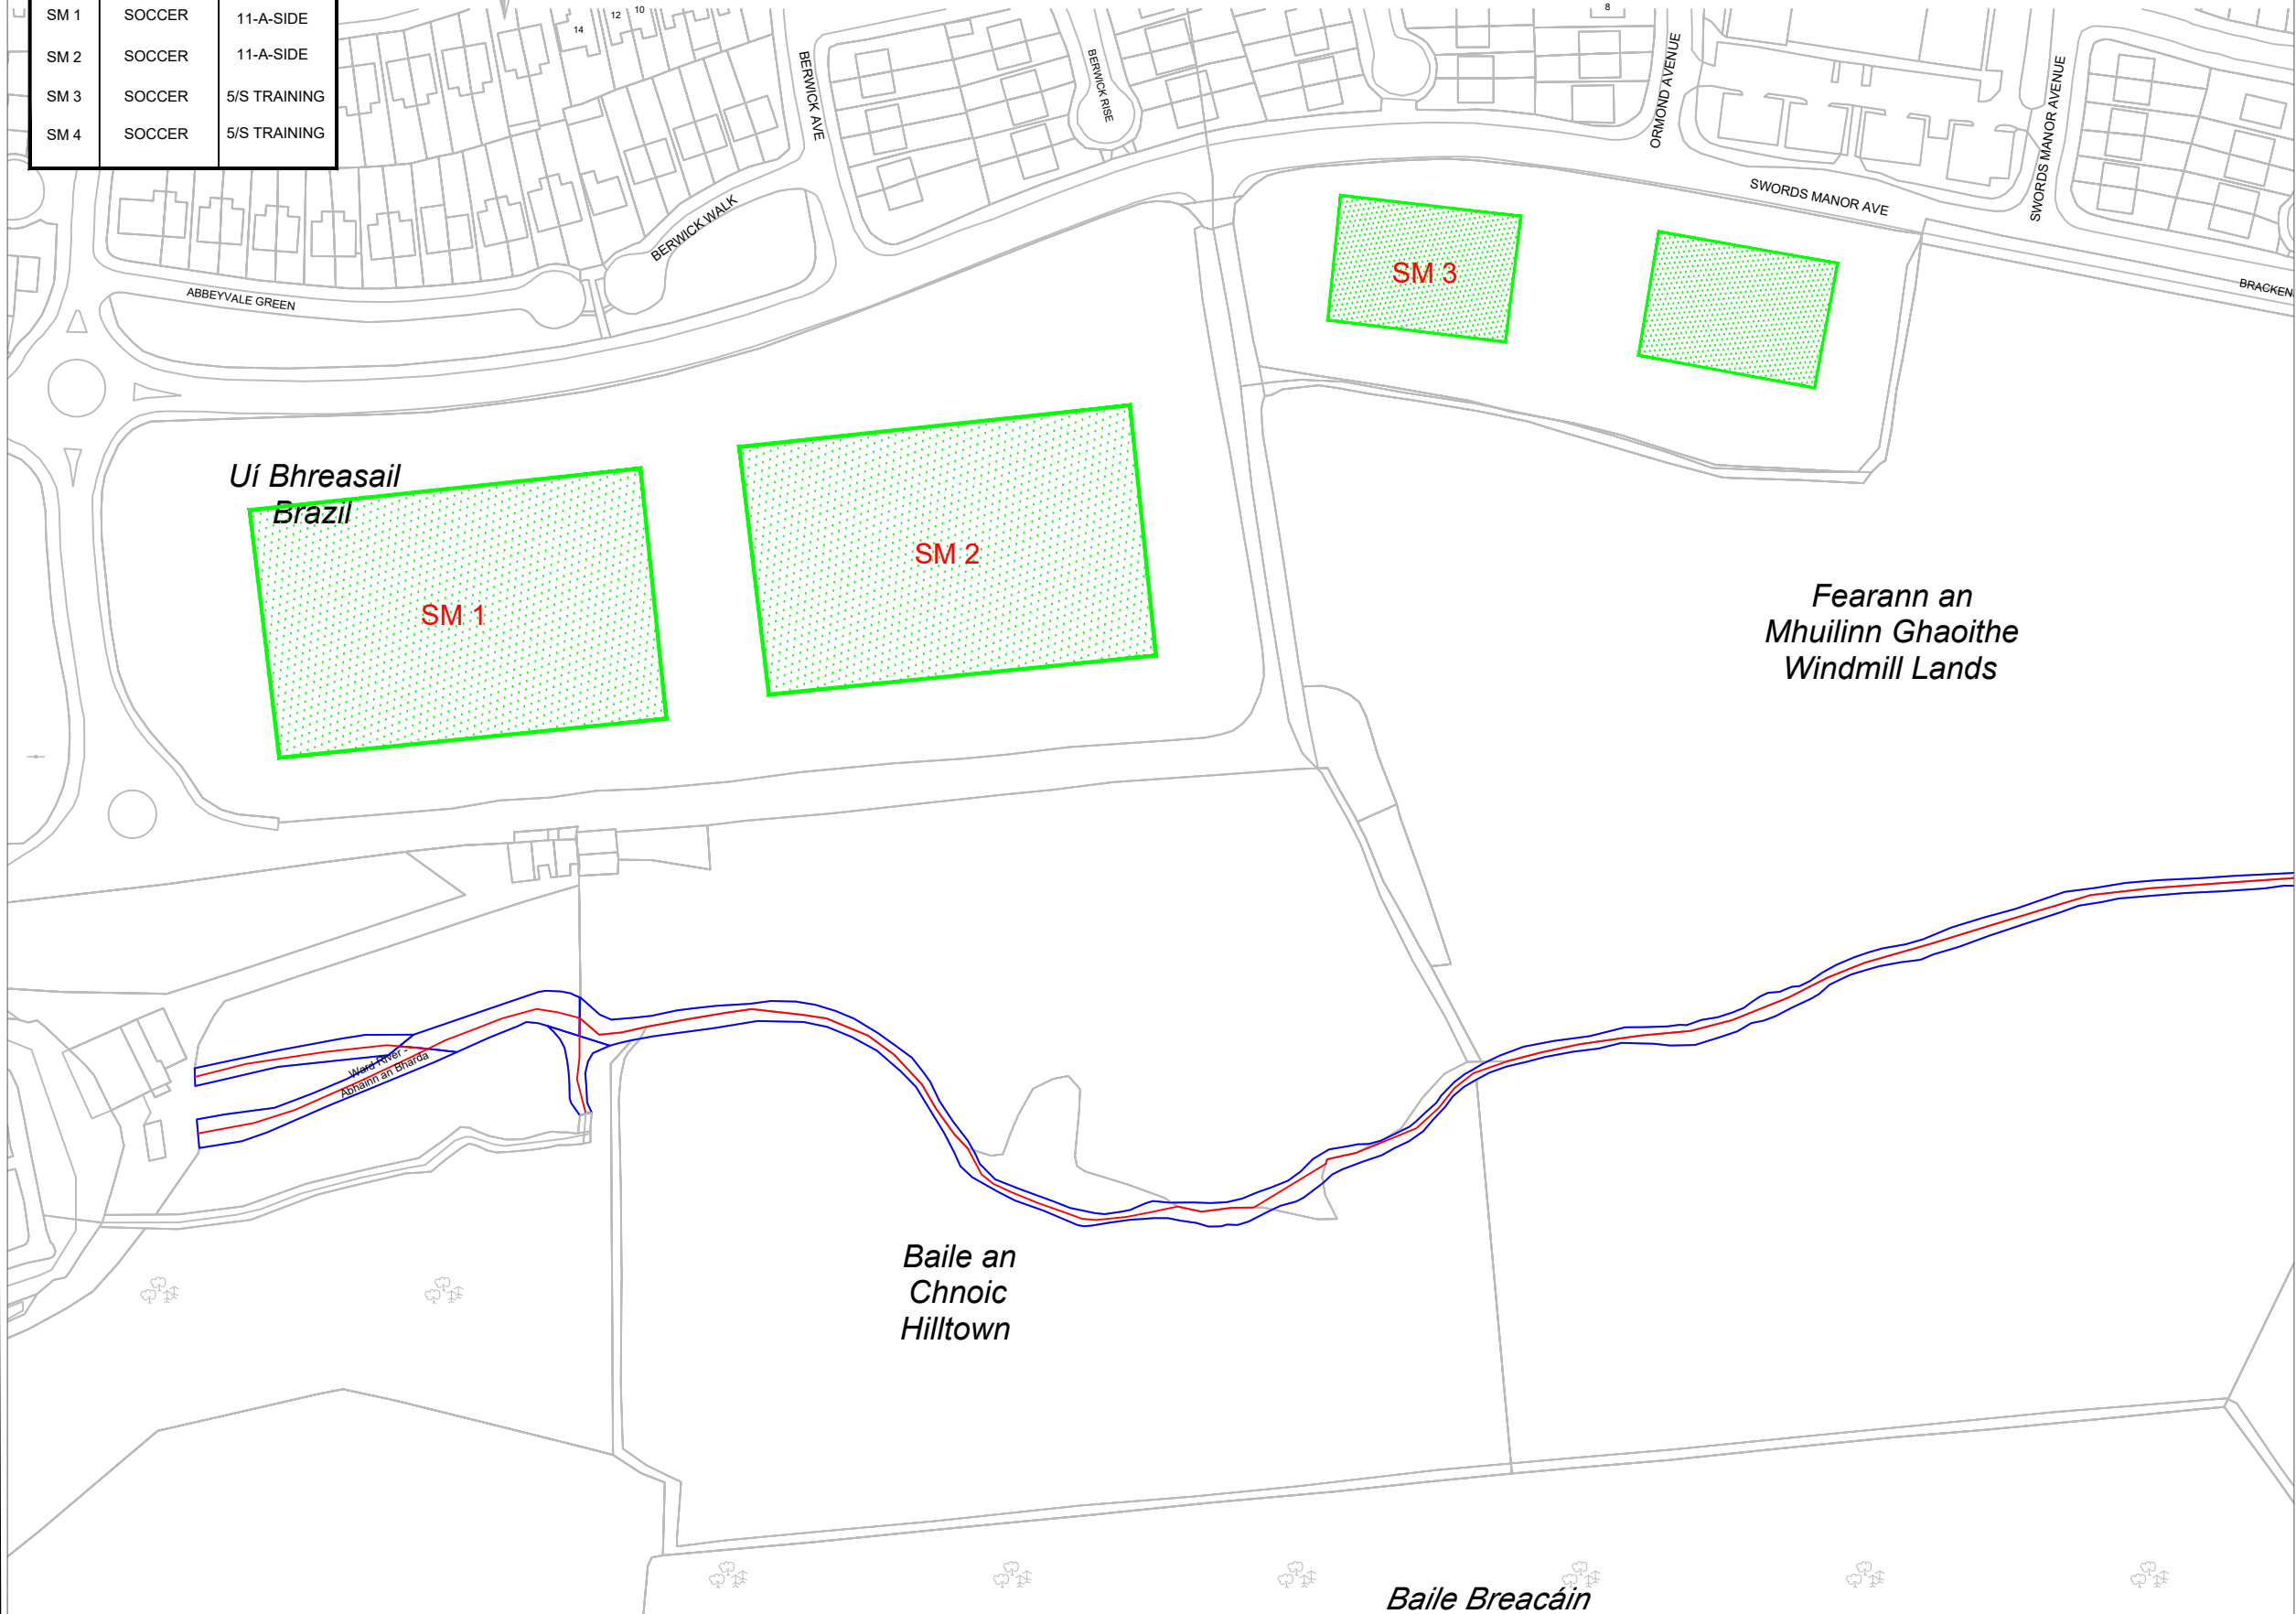 SM 1 SOCCER 11-A-SIDE
SM 2 SOCCER 11-A-SIDE
SM 3 SOCCER 5/S TRAINING
SM 4 SOCCER 5/S TRAINING
14
12
10
8
BERWICK AVE
BERWICK RISE
ORMOND AVENUE
SWORDS MANOR AVENUE
SWORDS MANOR AVE
BERWICK WALK
ABBEYVALE GREEN
BRACKEN
SM 3
Uí Bhreasail
Brazil
SM 1
SM 2
Fearann an
Mhuilinn Ghaoithe
Windmill Lands
Ward River -
Abhainn an Bharda
Baile an
Chnoic
Hilltown
Baile Breacáin